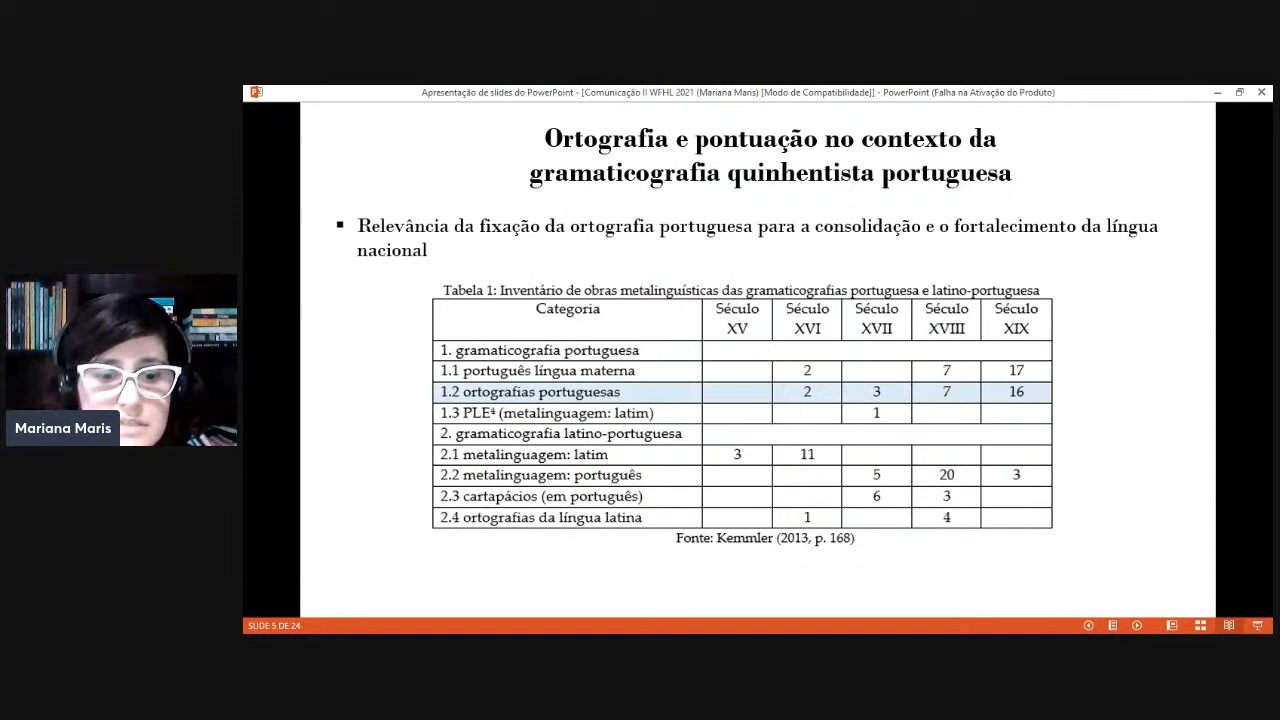 Apresentação de slides do PowerPoint - [Comunicação II WFHL 2021 (Mariana Maris) [Modo de Compatibilidade]] - PowerPoint (Falha na Ativação do Produto)
Ortografia e pontuação no contexto da
gramaticografia quinhentista portuguesa
▪ Relevância da fixação da ortografia portuguesa para a consolidação e o fortalecimento da língua
nacional
Tabela 1: Inventário de obras metalinguísticas das gramaticografias portuguesa e latino-portuguesa
Categoria Século XV Século XVI Século XVII Século XVIII Século XIX
1. gramaticografia portuguesa
1.1 português língua materna 2 7 17
1.2 ortografias portuguesas 2 3 7 16
1.3 PLE⁴ (metalinguagem: latim) 1
2. gramaticografia latino-portuguesa
2.1 metalinguagem: latim 3 11
2.2 metalinguagem: português 5 20 3
2.3 cartapácios (em português) 6 3
2.4 ortografias da língua latina 1 4
Fonte: Kemmler (2013, p. 168)
Mariana Maris
SLIDE 5 DE 24